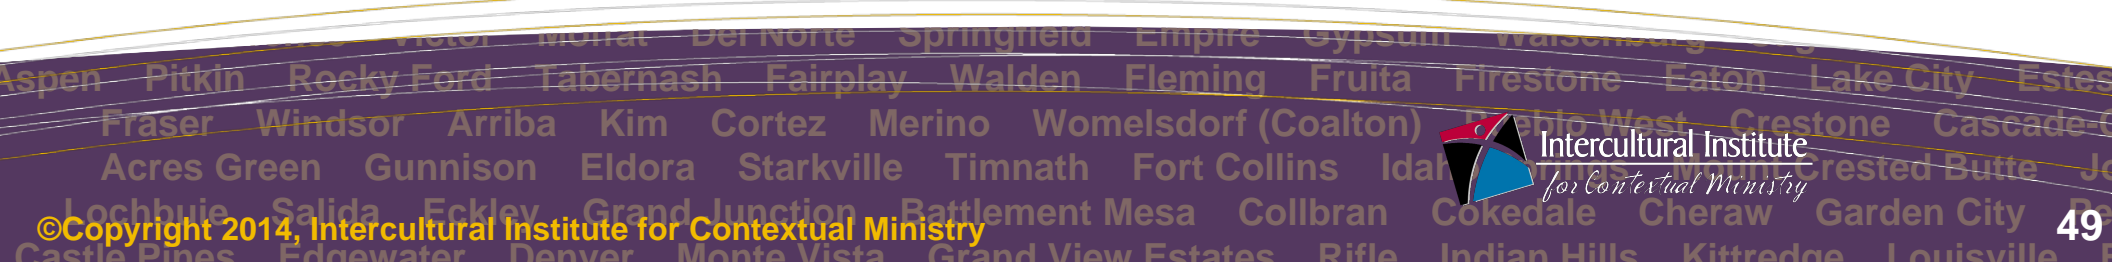 Victor Moffat Del Norte Springfield Empire Gypsum Walsenburg
Aspen Pitkin Rocky Ford Tabernash Fairplay Walden Fleming Fruita Firestone Eaton Lake City Estes
Fraser Windsor Arriba Kim Cortez Merino Womelsdorf (Coalton) Pueblo West Crestone Cascade-C
Intercultural Institute
Acres Green Gunnison Eldora Starkville Timnath Fort Collins Crested Butte
for Contextual Ministry
Lochbuie Salida Eckley Grand Junction Battlement Mesa Collbran Cokedale Cheraw Garden City
©Copyright 2014, Intercultural Institute for Contextual Ministry
49
Castle Pines Edgewater Denver Monte Vista Grand View Estates Rifle Indian Hills Kittredge Louisville